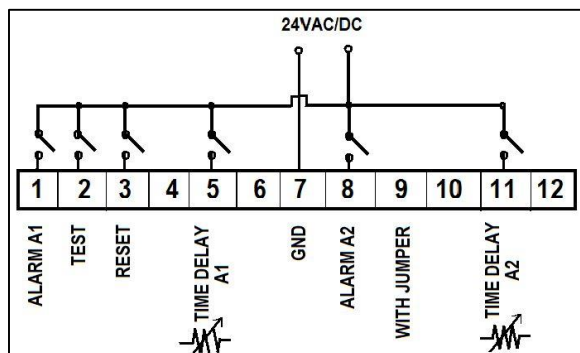 24VAC/DC
1 2 3 4 5 6 7 8 9 10 11 12
ALARM A1
TEST
RESET
TIME DELAY
A1
GND
ALARM A2
WITH JUMPER
TIME DELAY
A2